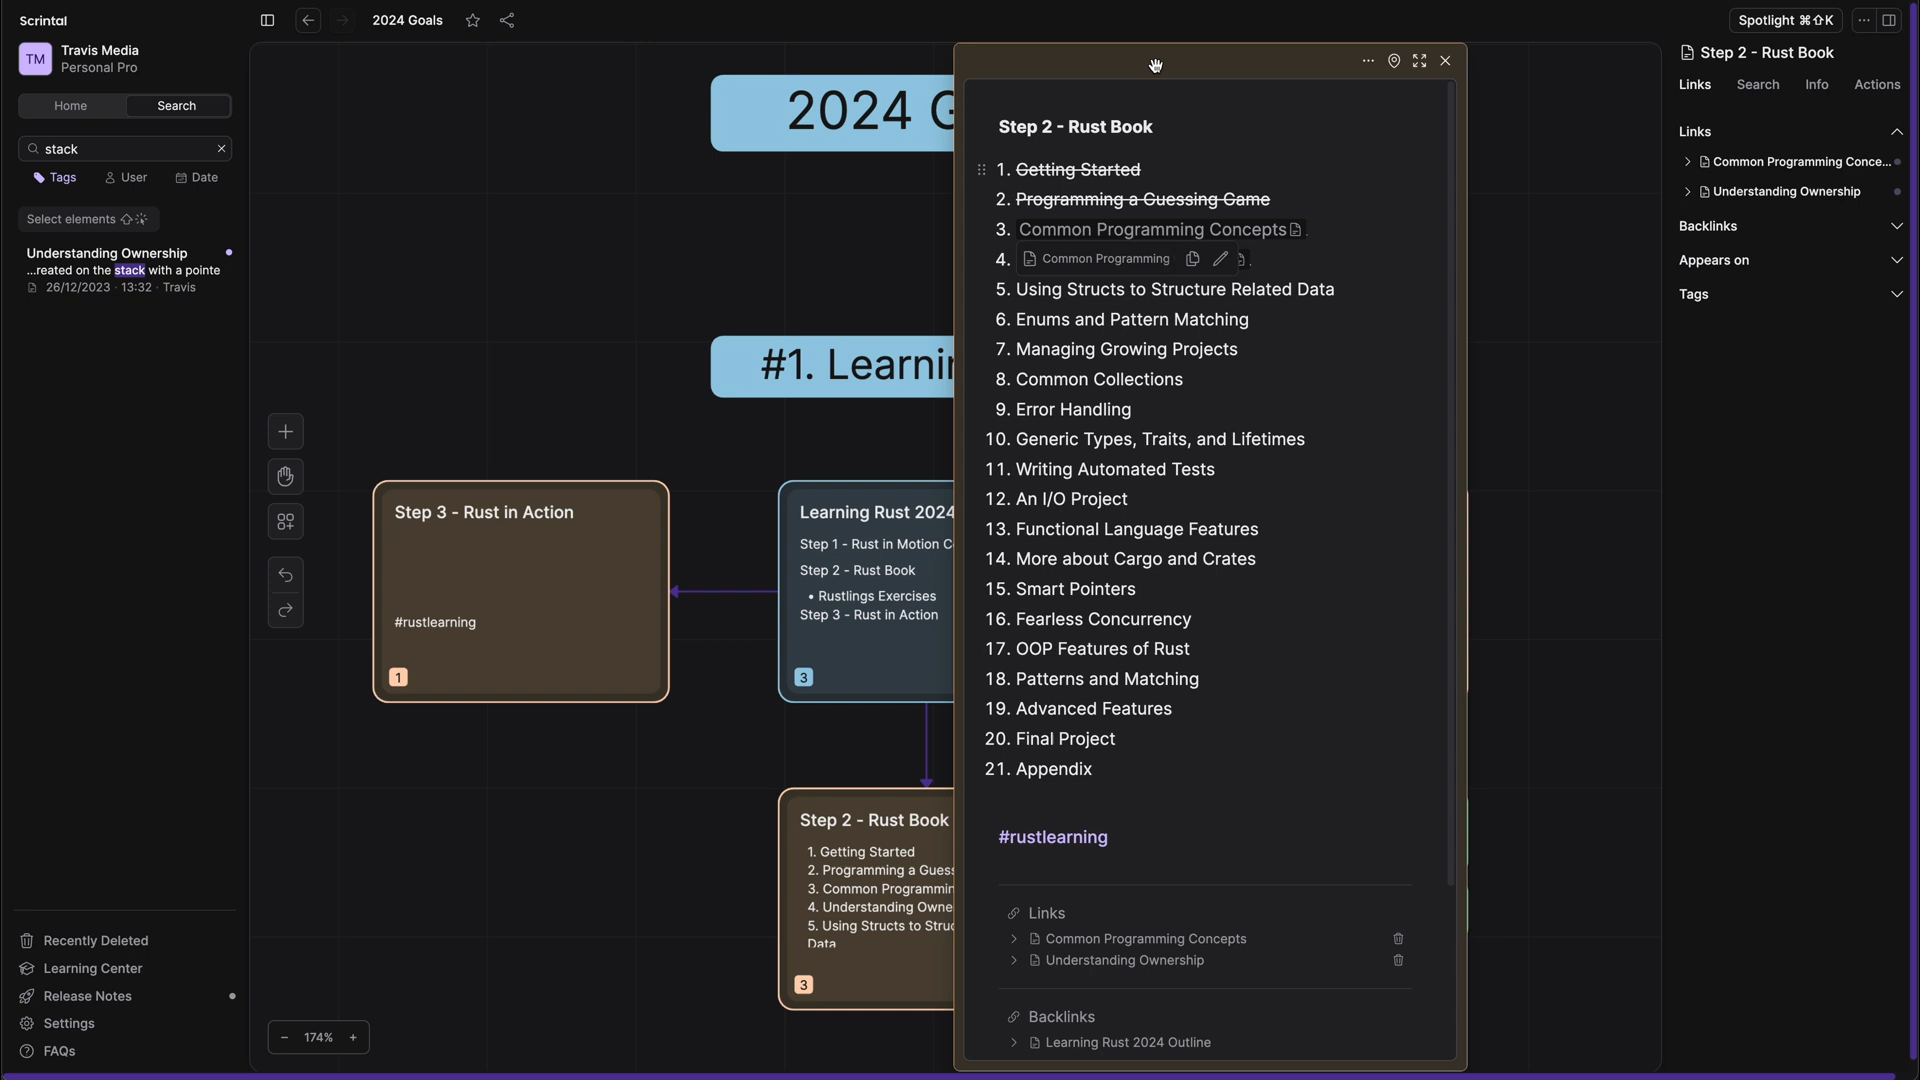 Scrintal
2024 Goals
Spotlight ⌘⇧K
TM
Travis Media
Personal Pro
Home
Search
stack
Tags
User
Date
Select elements
Understanding Ownership
...reated on the stack with a pointe
26/12/2023 · 13:32 · Travis
Recently Deleted
Learning Center
Release Notes
Settings
FAQs
2024 G
#1. Learnin
Step 3 - Rust in Action
#rustlearning
1
Learning Rust 2024
Step 1 - Rust in Motion C
Step 2 - Rust Book
• Rustlings Exercises
Step 3 - Rust in Action
3
Step 2 - Rust Book
1. Getting Started
2. Programming a Gues
3. Common Programmin
4. Understanding Owne
5. Using Structs to Struc
Data
3
− 174% +
Step 2 - Rust Book
1. Getting Started
2. Programming a Guessing Game
3. Common Programming Concepts.
4.
Common Programming
5. Using Structs to Structure Related Data
6. Enums and Pattern Matching
7. Managing Growing Projects
8. Common Collections
9. Error Handling
10. Generic Types, Traits, and Lifetimes
11. Writing Automated Tests
12. An I/O Project
13. Functional Language Features
14. More about Cargo and Crates
15. Smart Pointers
16. Fearless Concurrency
17. OOP Features of Rust
18. Patterns and Matching
19. Advanced Features
20. Final Project
21. Appendix
#rustlearning
Links
Common Programming Concepts
Understanding Ownership
Backlinks
Learning Rust 2024 Outline
Step 2 - Rust Book
Links
Search
Info
Actions
Links
Common Programming Conce...
Understanding Ownership
Backlinks
Appears on
Tags